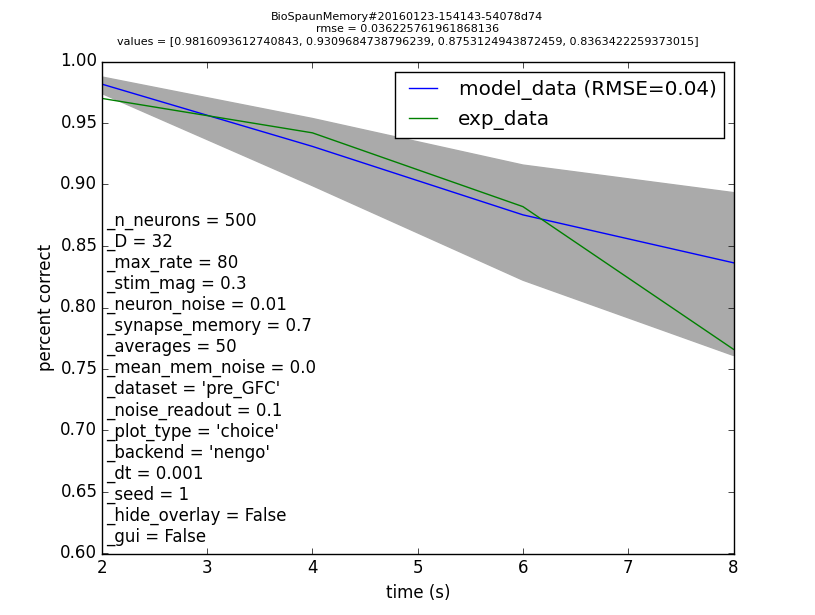 BioSpaunMemory#20160123-154143-54078d74
rmse = 0.036225761961868136
values = [0.9816093612740843, 0.9309684738796239, 0.8753124943872459, 0.8363422259373015]
1.00
0.95
0.90
0.85
0.80
0.75
0.70
0.65
0.60
percent correct
model_data (RMSE=0.04)
exp_data
_n_neurons = 500
_D = 32
_max_rate = 80
_stim_mag = 0.3
_neuron_noise = 0.01
_synapse_memory = 0.7
_averages = 50
_mean_mem_noise = 0.0
_dataset = 'pre_GFC'
_noise_readout = 0.1
_plot_type = 'choice'
_backend = 'nengo'
_dt = 0.001
_seed = 1
_hide_overlay = False
_gui = False
2 3 4 5 6 7 8
time (s)